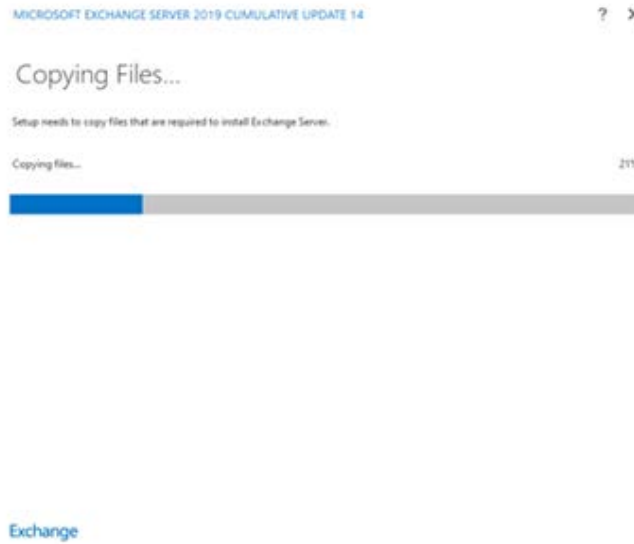 MICROSOFT EXCHANGE SERVER 2019 CUMULATIVE UPDATE 14
?
Copying Files...
Setup needs to copy files that are required to install Exchange Server.
Copying files...
21%
Exchange